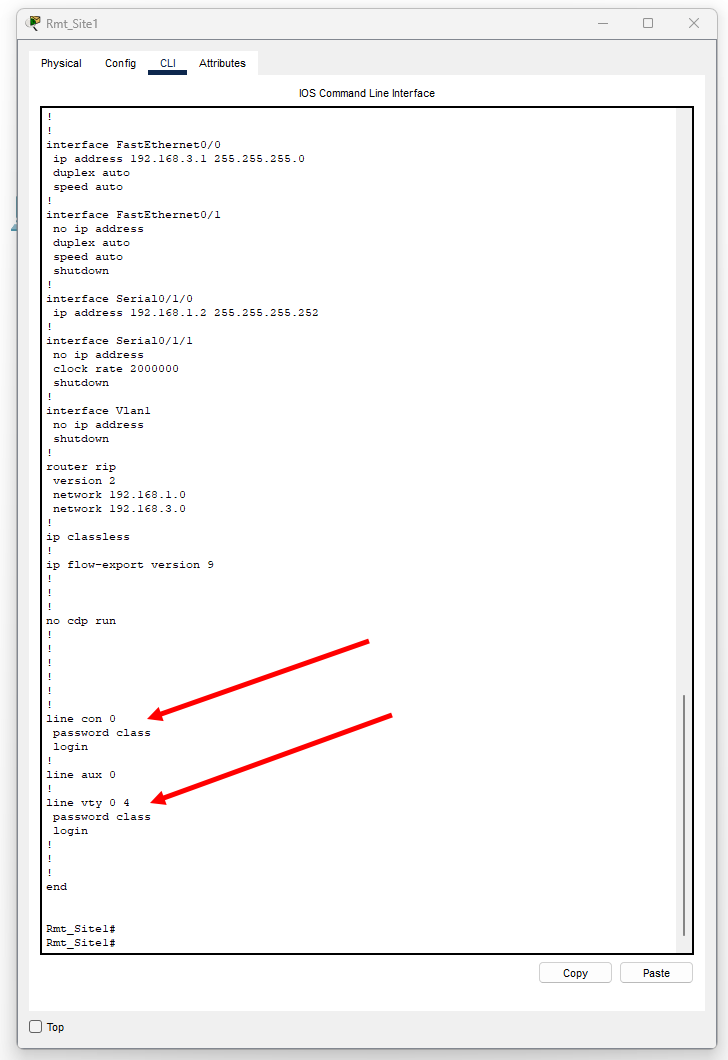 Rmt_Site1
Physical Config CLI Attributes
IOS Command Line Interface
!
!
interface FastEthernet0/0
 ip address 192.168.3.1 255.255.255.0
 duplex auto
 speed auto
!
interface FastEthernet0/1
 no ip address
 duplex auto
 speed auto
 shutdown
!
interface Serial0/1/0
 ip address 192.168.1.2 255.255.255.252
!
interface Serial0/1/1
 no ip address
 clock rate 2000000
 shutdown
!
interface Vlan1
 no ip address
 shutdown
!
router rip
 version 2
 network 192.168.1.0
 network 192.168.3.0
!
ip classless
!
ip flow-export version 9
!
!
!
no cdp run
!
!
!
!
!
!
line con 0
 password class
 login
!
line aux 0
!
line vty 0 4
 password class
 login
!
!
!
end
Rmt_Site1#
Rmt_Site1#
Copy Paste
Top